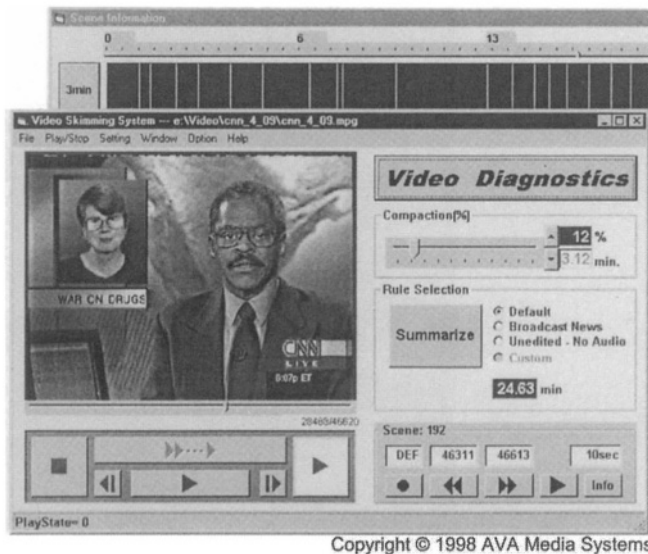 Scene Information
0 6 13
3min
Video Skimming System --- e:\Video\cnn_4_09\cnn_4_09.mpg
File Play/Stop Setting Window Option Help
Video Diagnostics
Compaction[%]
12 %
3.12 min.
WAR ON DRUGS
Rule Selection
Summarize
Default
Broadcast News
Unedited - No Audio
Custom
CNN
LIVE
24.63 min
Scene: 192
DEF 46311 46613 10sec
Info
PlayState= 0
Copyright © 1998 AVA Media Systems